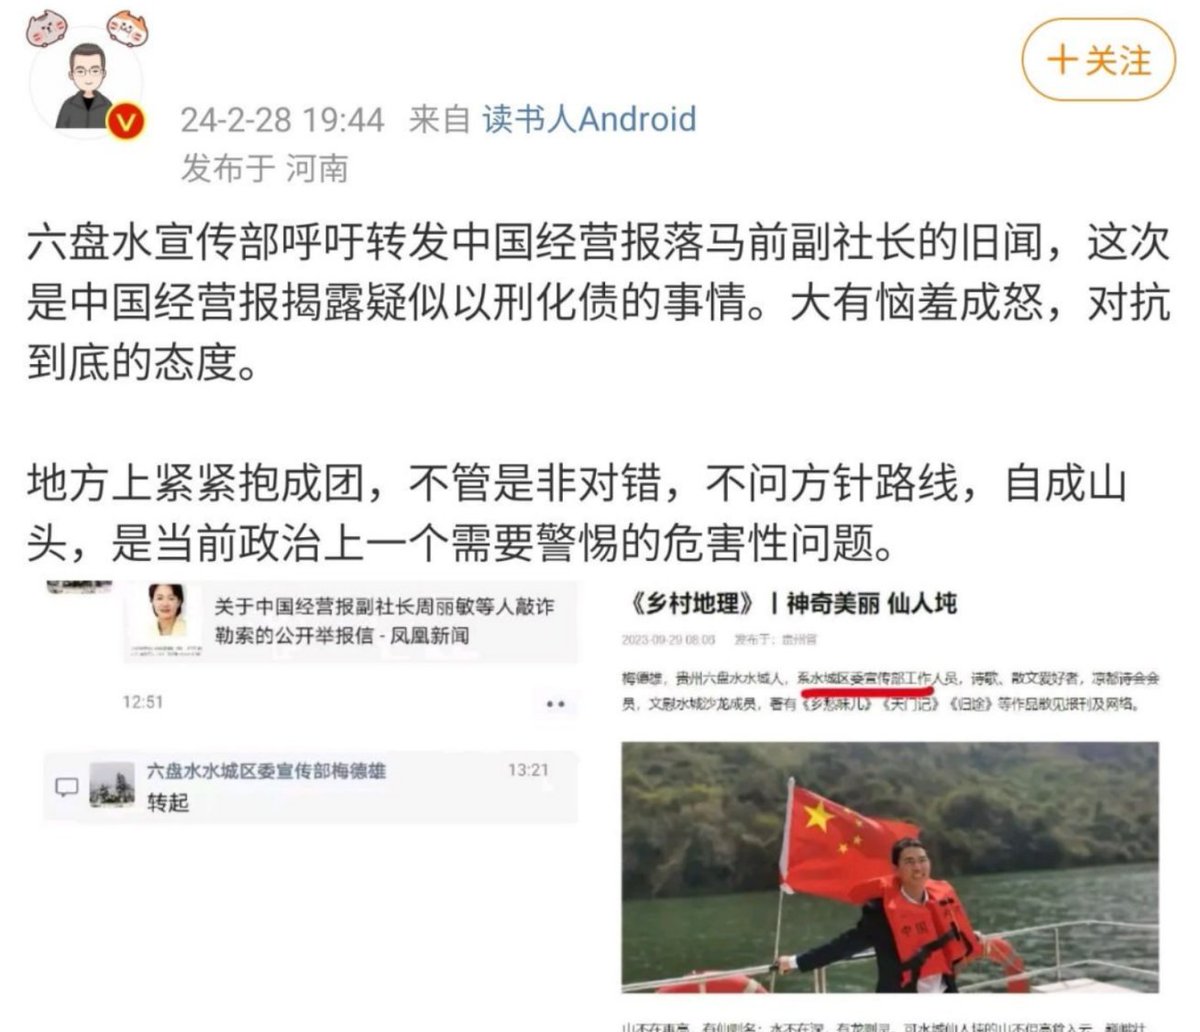 +关注
24-2-28 19:44 来自 读书人Android
发布于 河南
六盘水宣传部呼吁转发中国经营报落马前副社长的旧闻，这次
是中国经营报揭露疑似以刑化债的事情。大有恼羞成怒，对抗
到底的态度。
地方上紧紧抱成团，不管是非对错，不问方针路线，自成山
头，是当前政治上一个需要警惕的危害性问题。
关于中国经营报副社长周丽敏等人敲诈
勒索的公开举报信 - 凤凰新闻
12:51
六盘水水城区委宣传部梅德雄
13:21
转起
《乡村地理》丨神奇美丽 仙人坉
2023-09-29 08:06 发布于：贵州省
梅德雄，贵州六盘水水城人，系水城区委宣传部工作人员，诗歌、散文爱好者，凉都诗会会
员，文慰水城沙龙成员，著有《乡愁味儿》《天门记》《归途》等作品散见报刊及网络。
中国
山不在高，有仙则名；水不在深，有龙则灵。